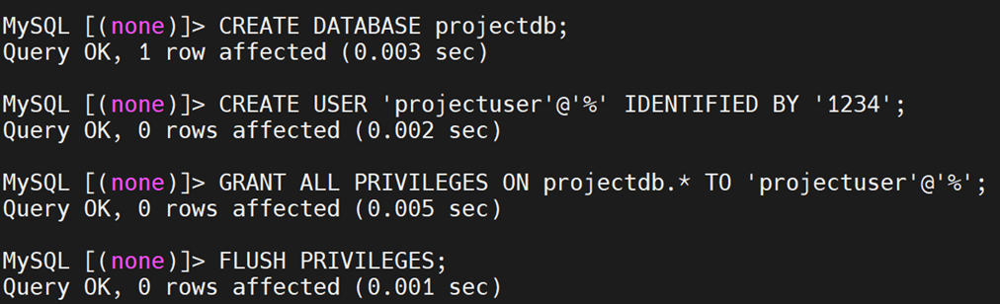 MySQL [(none)]> CREATE DATABASE projectdb;
Query OK, 1 row affected (0.003 sec)
MySQL [(none)]> CREATE USER 'projectuser'@'%' IDENTIFIED BY '1234';
Query OK, 0 rows affected (0.002 sec)
MySQL [(none)]> GRANT ALL PRIVILEGES ON projectdb.* TO 'projectuser'@'%';
Query OK, 0 rows affected (0.005 sec)
MySQL [(none)]> FLUSH PRIVILEGES;
Query OK, 0 rows affected (0.001 sec)